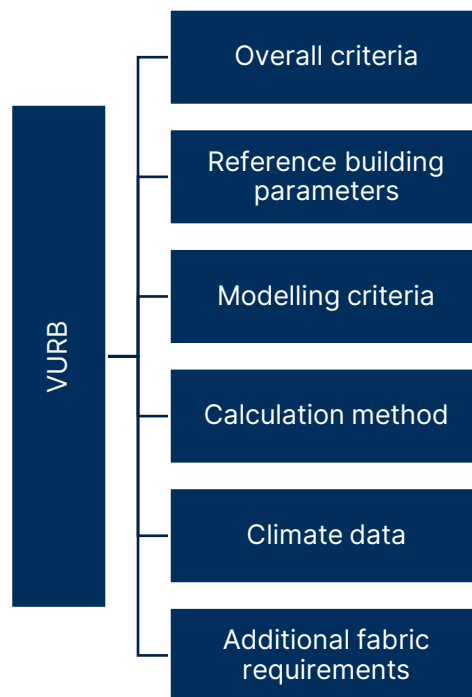 VURB
Overall criteria
Reference building
parameters
Modelling criteria
Calculation method
Climate data
Additional fabric
requirements